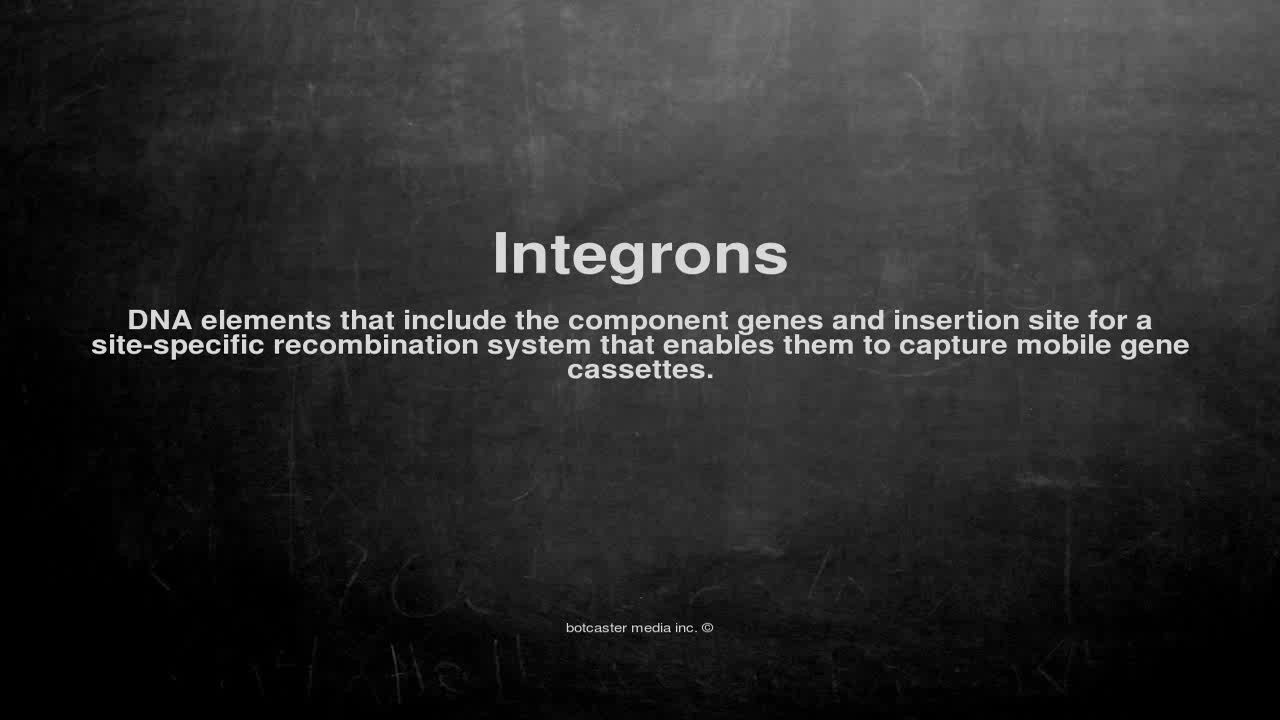 Integrons
DNA elements that include the component genes and insertion site for a
site-specific recombination system that enables them to capture mobile gene
cassettes.
botcaster media inc. ©